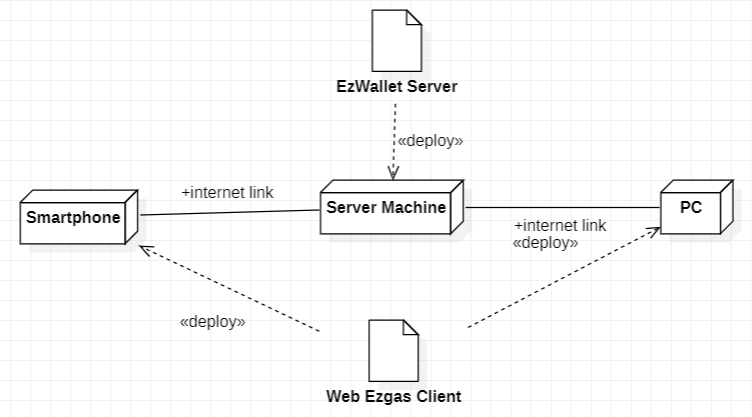 EzWallet Server
«deploy»
+internet link
Smartphone
Server Machine
PC
+internet link
«deploy»
«deploy»
Web Ezgas Client